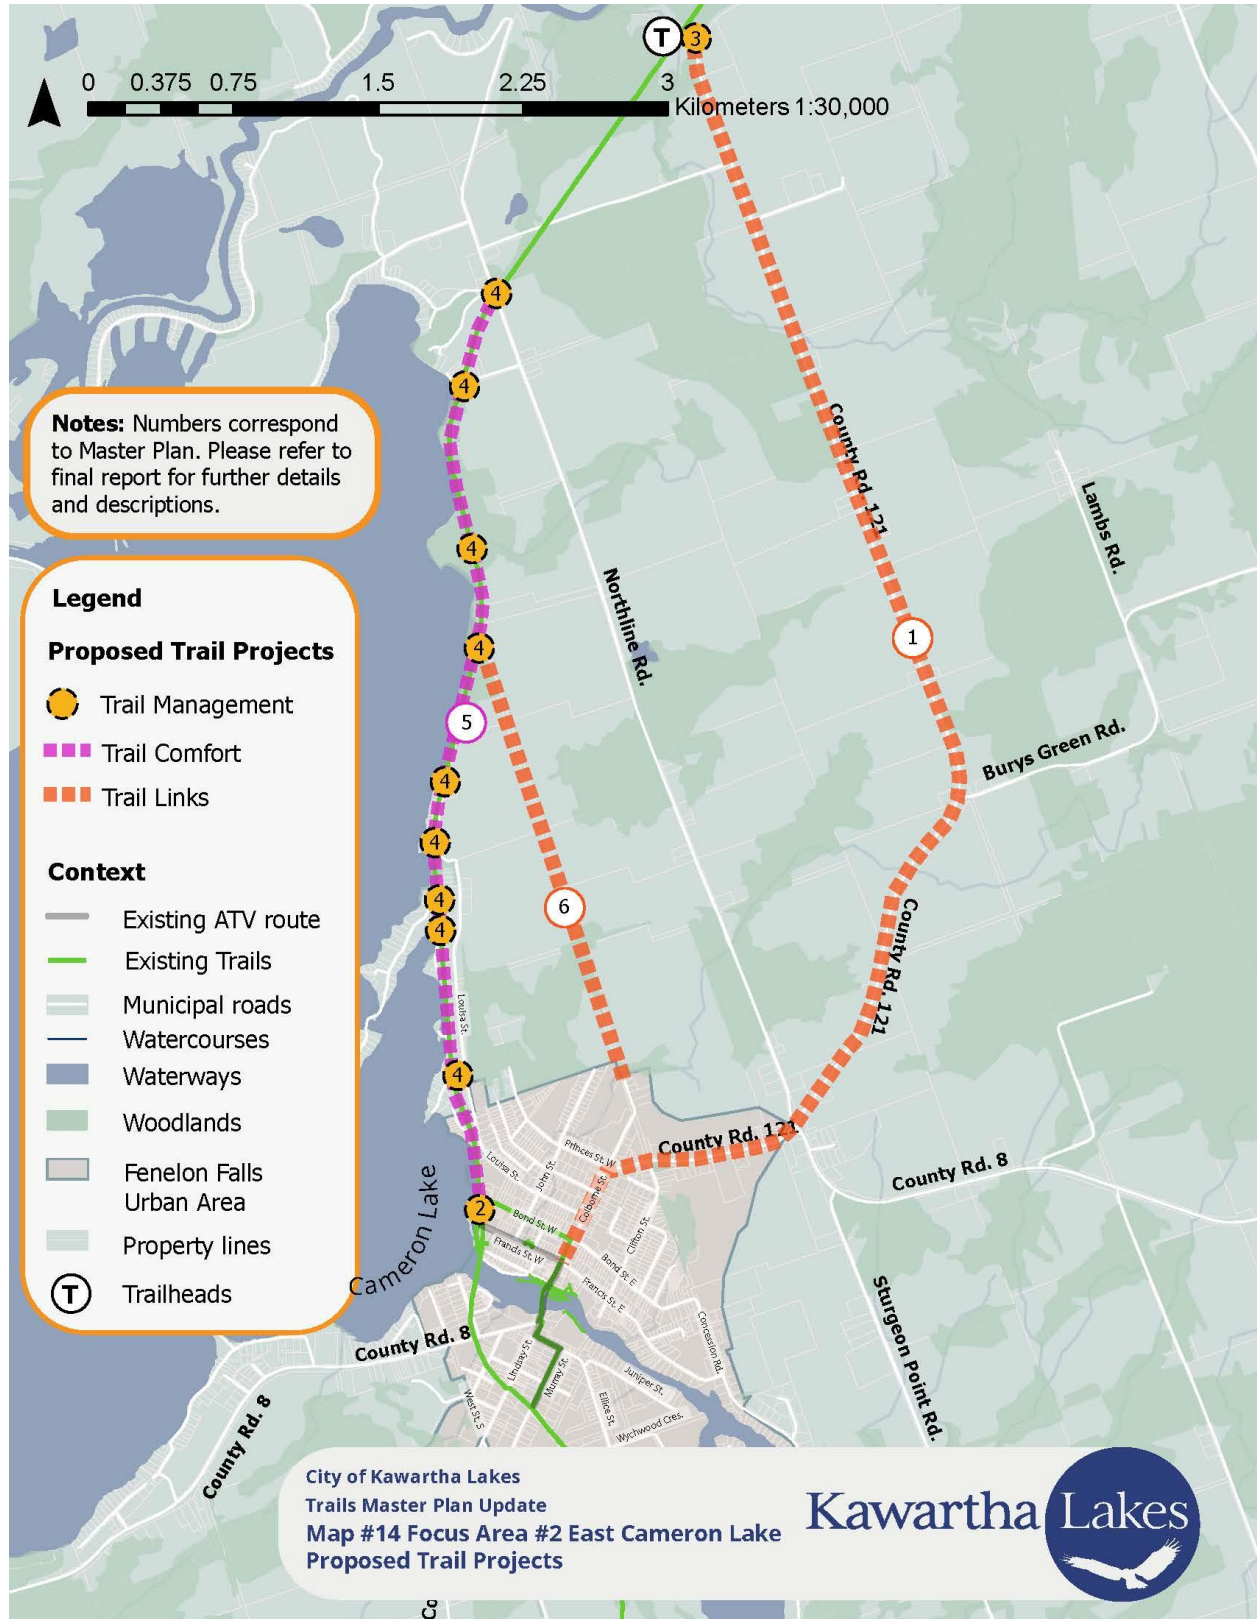 T
3
0 0.375 0.75 1.5 2.25 3
Kilometers 1:30,000
4
4
Notes: Numbers correspond
to Master Plan. Please refer to
final report for further details
and descriptions.
County Rd. 121
Lambs Rd.
4
Northline Rd.
4
1
5
Burys Green Rd.
4
4
4
4
6
County Rd. 121
Louisa St.
4
Legend
Proposed Trail Projects
Trail Management
Trail Comfort
Trail Links
Context
Existing ATV route
Existing Trails
Municipal roads
Watercourses
Waterways
Woodlands
Fenelon Falls
Urban Area
Property lines
T
Trailheads
County Rd. 121
Princes St. W
Louisa St.
John St.
Colborne St.
County Rd. 8
2
Bond St. W
Clifton St.
Francis St. W
Bond St. E
Francis St. E
Cameron Lake
Concession Rd.
Sturgeon Point Rd.
County Rd. 8
Lindsay St.
Murray St.
Juniper St.
West St. S
Ellice St.
Wychwood Cres.
County Rd. 8
City of Kawartha Lakes
Trails Master Plan Update
Map #14 Focus Area #2 East Cameron Lake
Proposed Trail Projects
Kawartha Lakes
Co